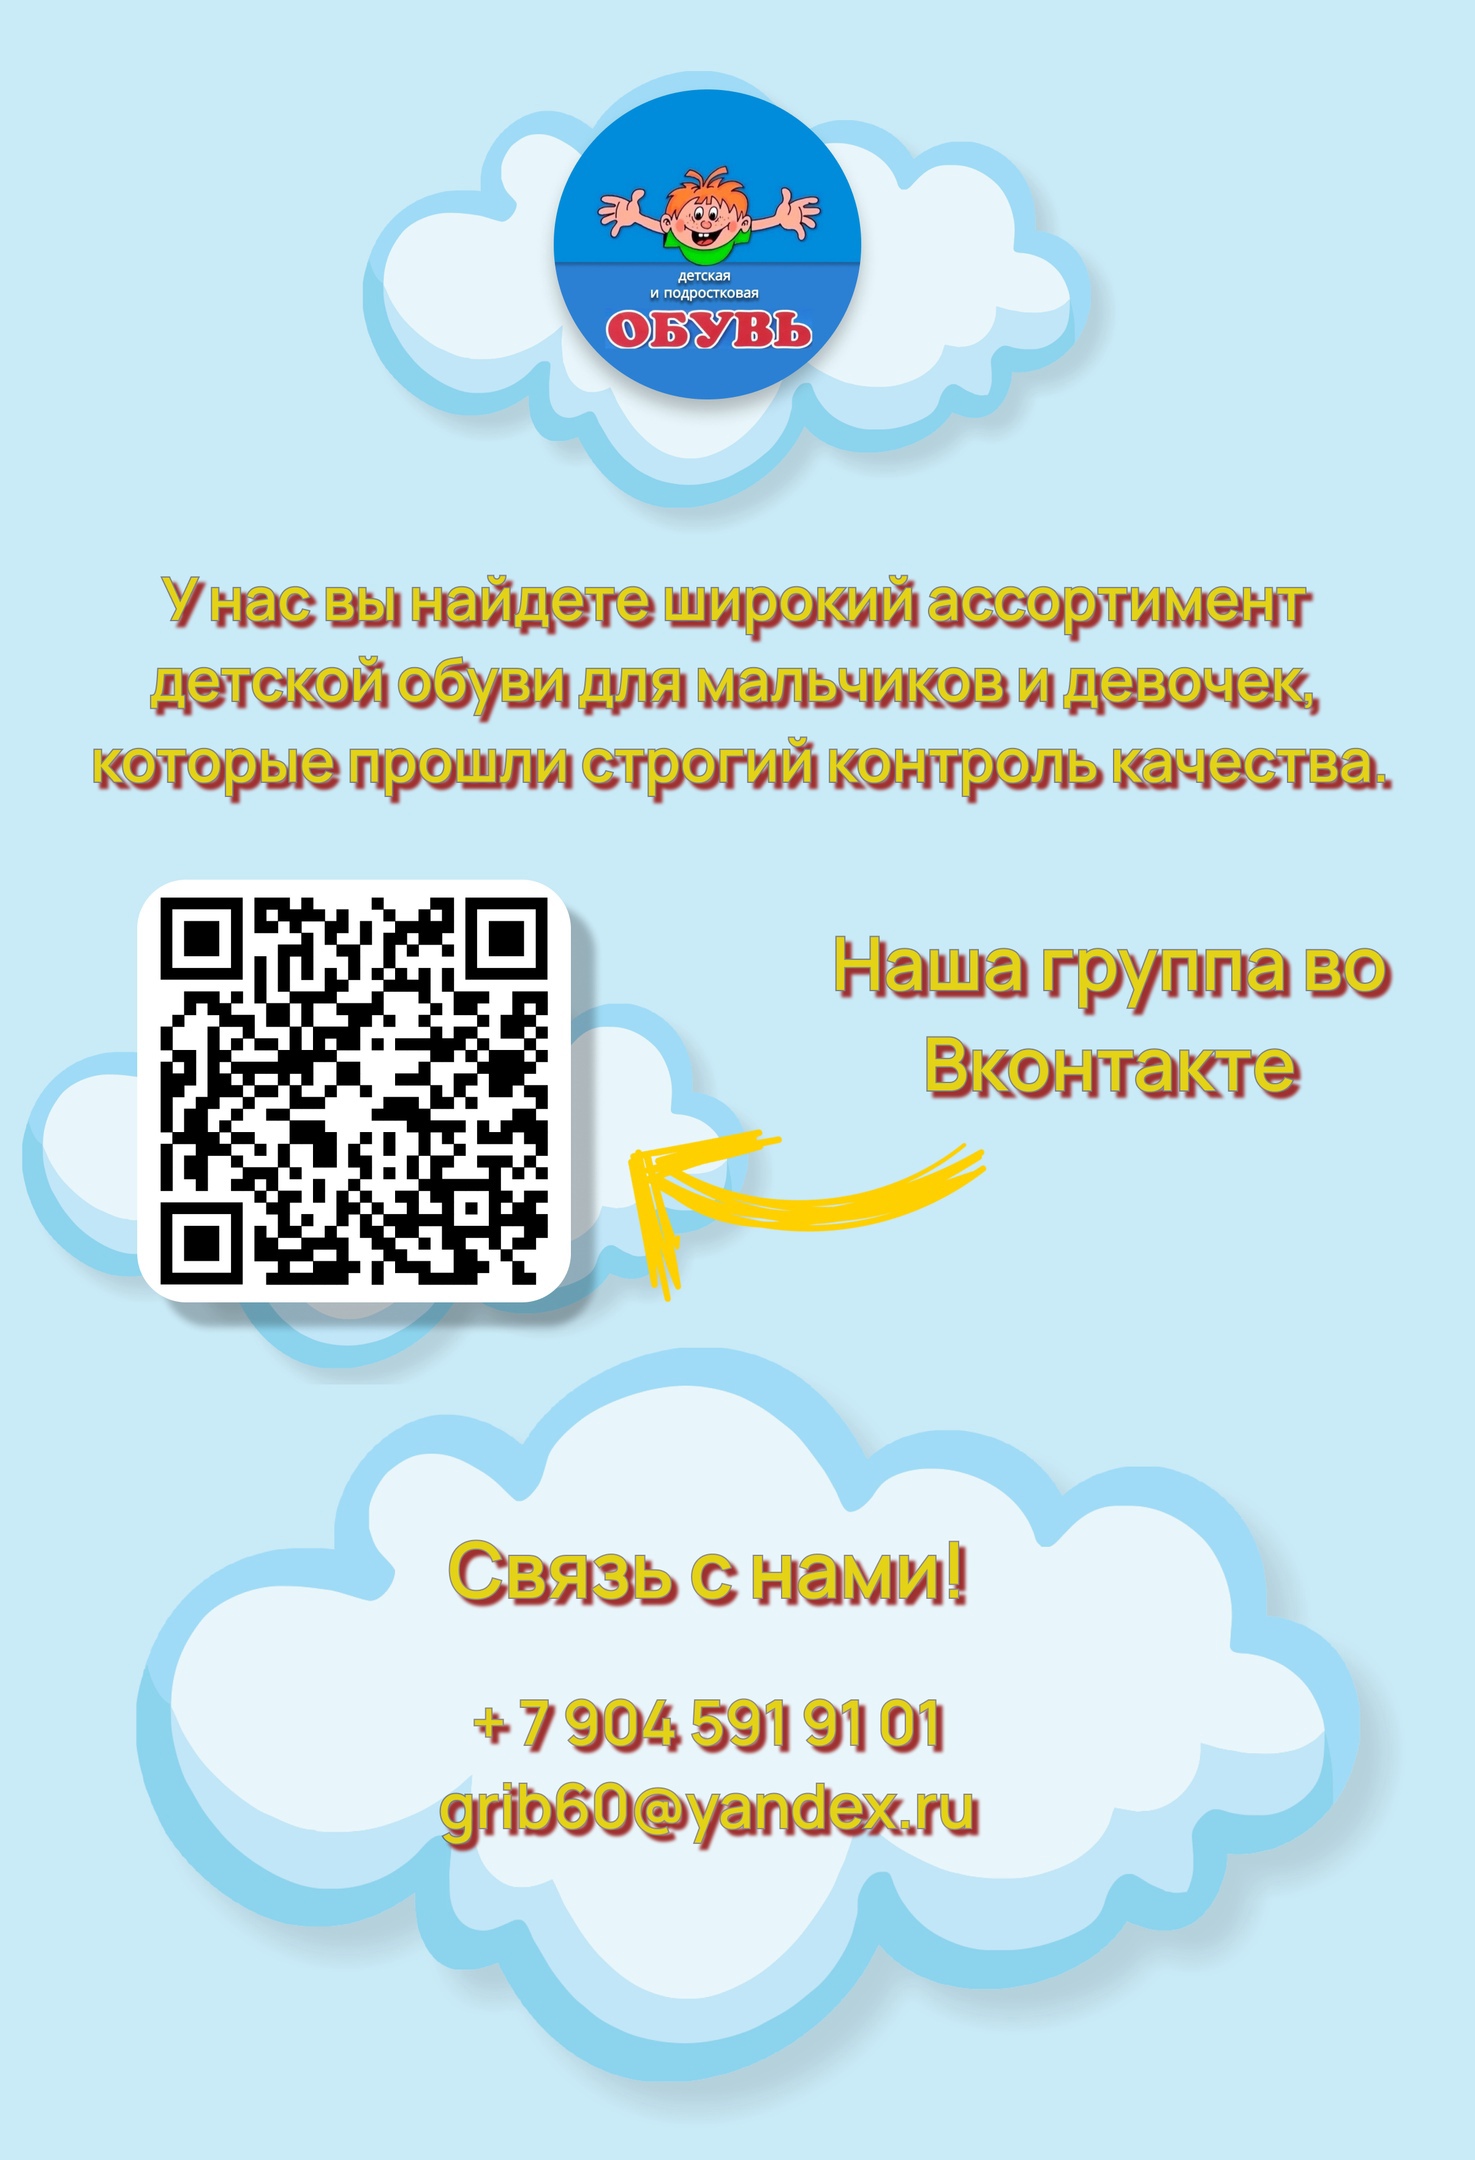 детская
и подростковая
ОБУВЬ
У нас вы найдете широкий ассортимент
детской обуви для мальчиков и девочек,
которые прошли строгий контроль качества.
Наша группа во
Вконтакте
Связь с нами!
+ 7 904 591 91 01
grib60@yandex.ru